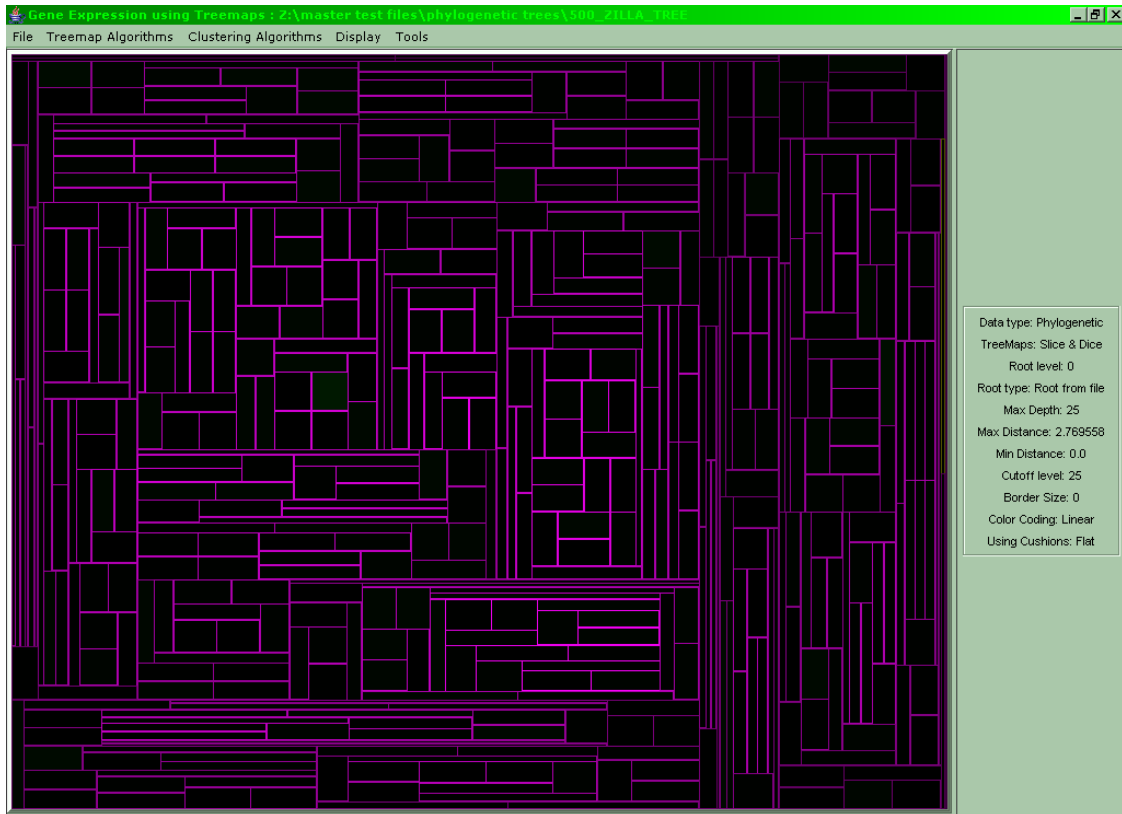 Gene Expression using Treemaps : Z:\master test files\phylogenetic trees\500_ZILLA_TREE
File Treemap Algorithms Clustering Algorithms Display Tools
Data type: Phylogenetic
TreeMaps: Slice & Dice
Root level: 0
Root type: Root from file
Max Depth: 25
Max Distance: 2.769558
Min Distance: 0.0
Cutoff level: 25
Border Size: 0
Color Coding: Linear
Using Cushions: Flat